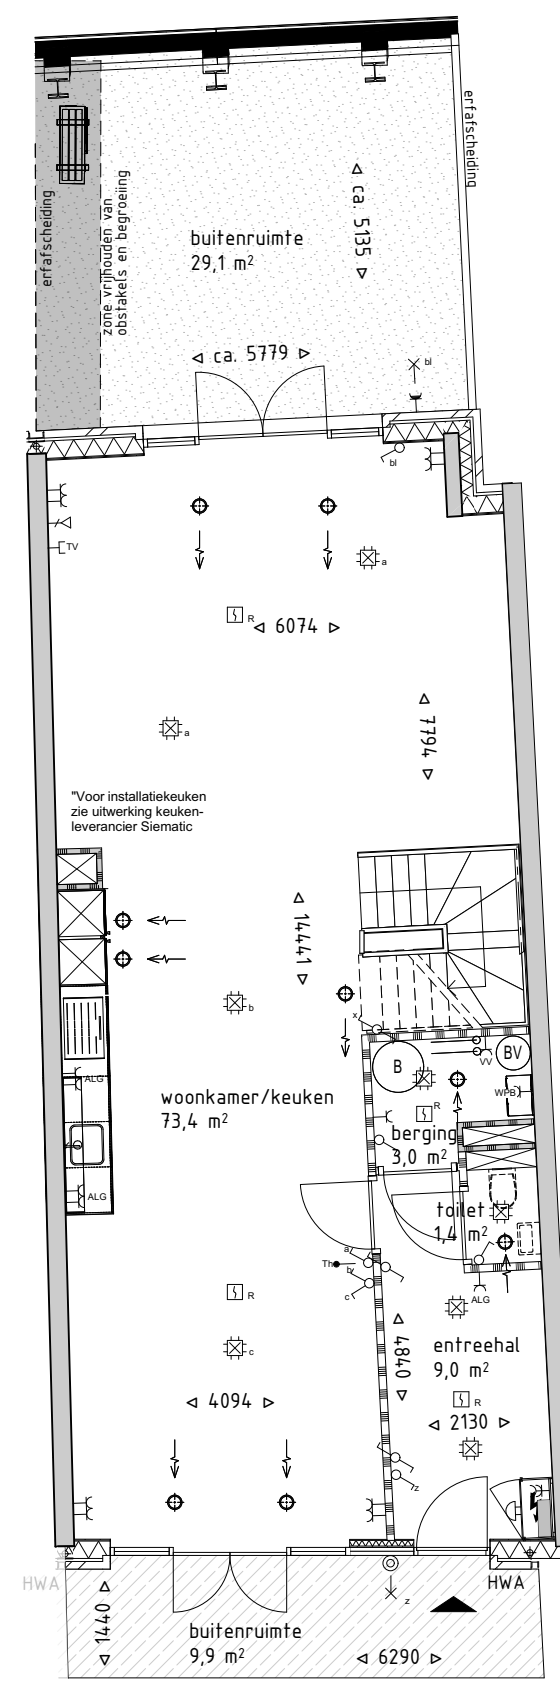 erfafscheiding
erfafscheiding
zone vrijhouden van
obstakels en begroeiing
ca. 5135
buitenruimte
29,1 m²
ca. 5779
bl
bl
TV
a
R
6074
7794
a
"Voor installatiekeuken
zie uitwerking keuken-
leverancier Siematic
14441
b
x
B
VV
BV
ALG
R
WPB
woonkamer/keuken
73,4 m²
berging
3,0 m²
ALG
toilet
1,4 m²
a
Th
b
c
R
ALG
c
4840
entreehal
9,0 m²
4094
R
2130
z
HWA
HWA
z
1440
buitenruimte
9,9 m²
6290